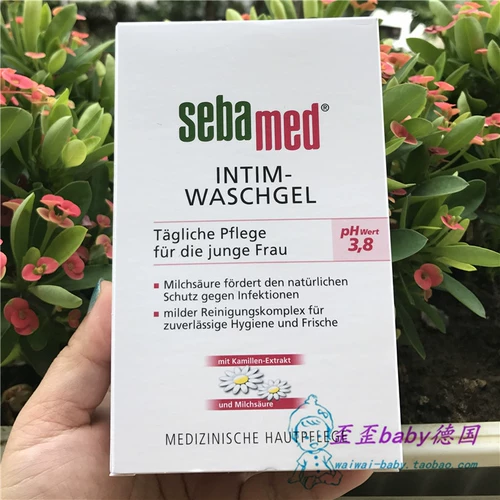 sebamed®
INTIM-
WASCHGEL
Tägliche Pflege
für die junge Frau
pH Wert
3,8
• Milchsäure fördert den natürlichen
Schutz gegen Infektionen
• milder Reinigungskomplex für
zuverlässige Hygiene und Frische
mit Kamillen-Extrakt
und Milchsäure
MEDIZINISCHE HAUTPFLEGE
歪歪baby德国
waiwai-baby.taobao.com